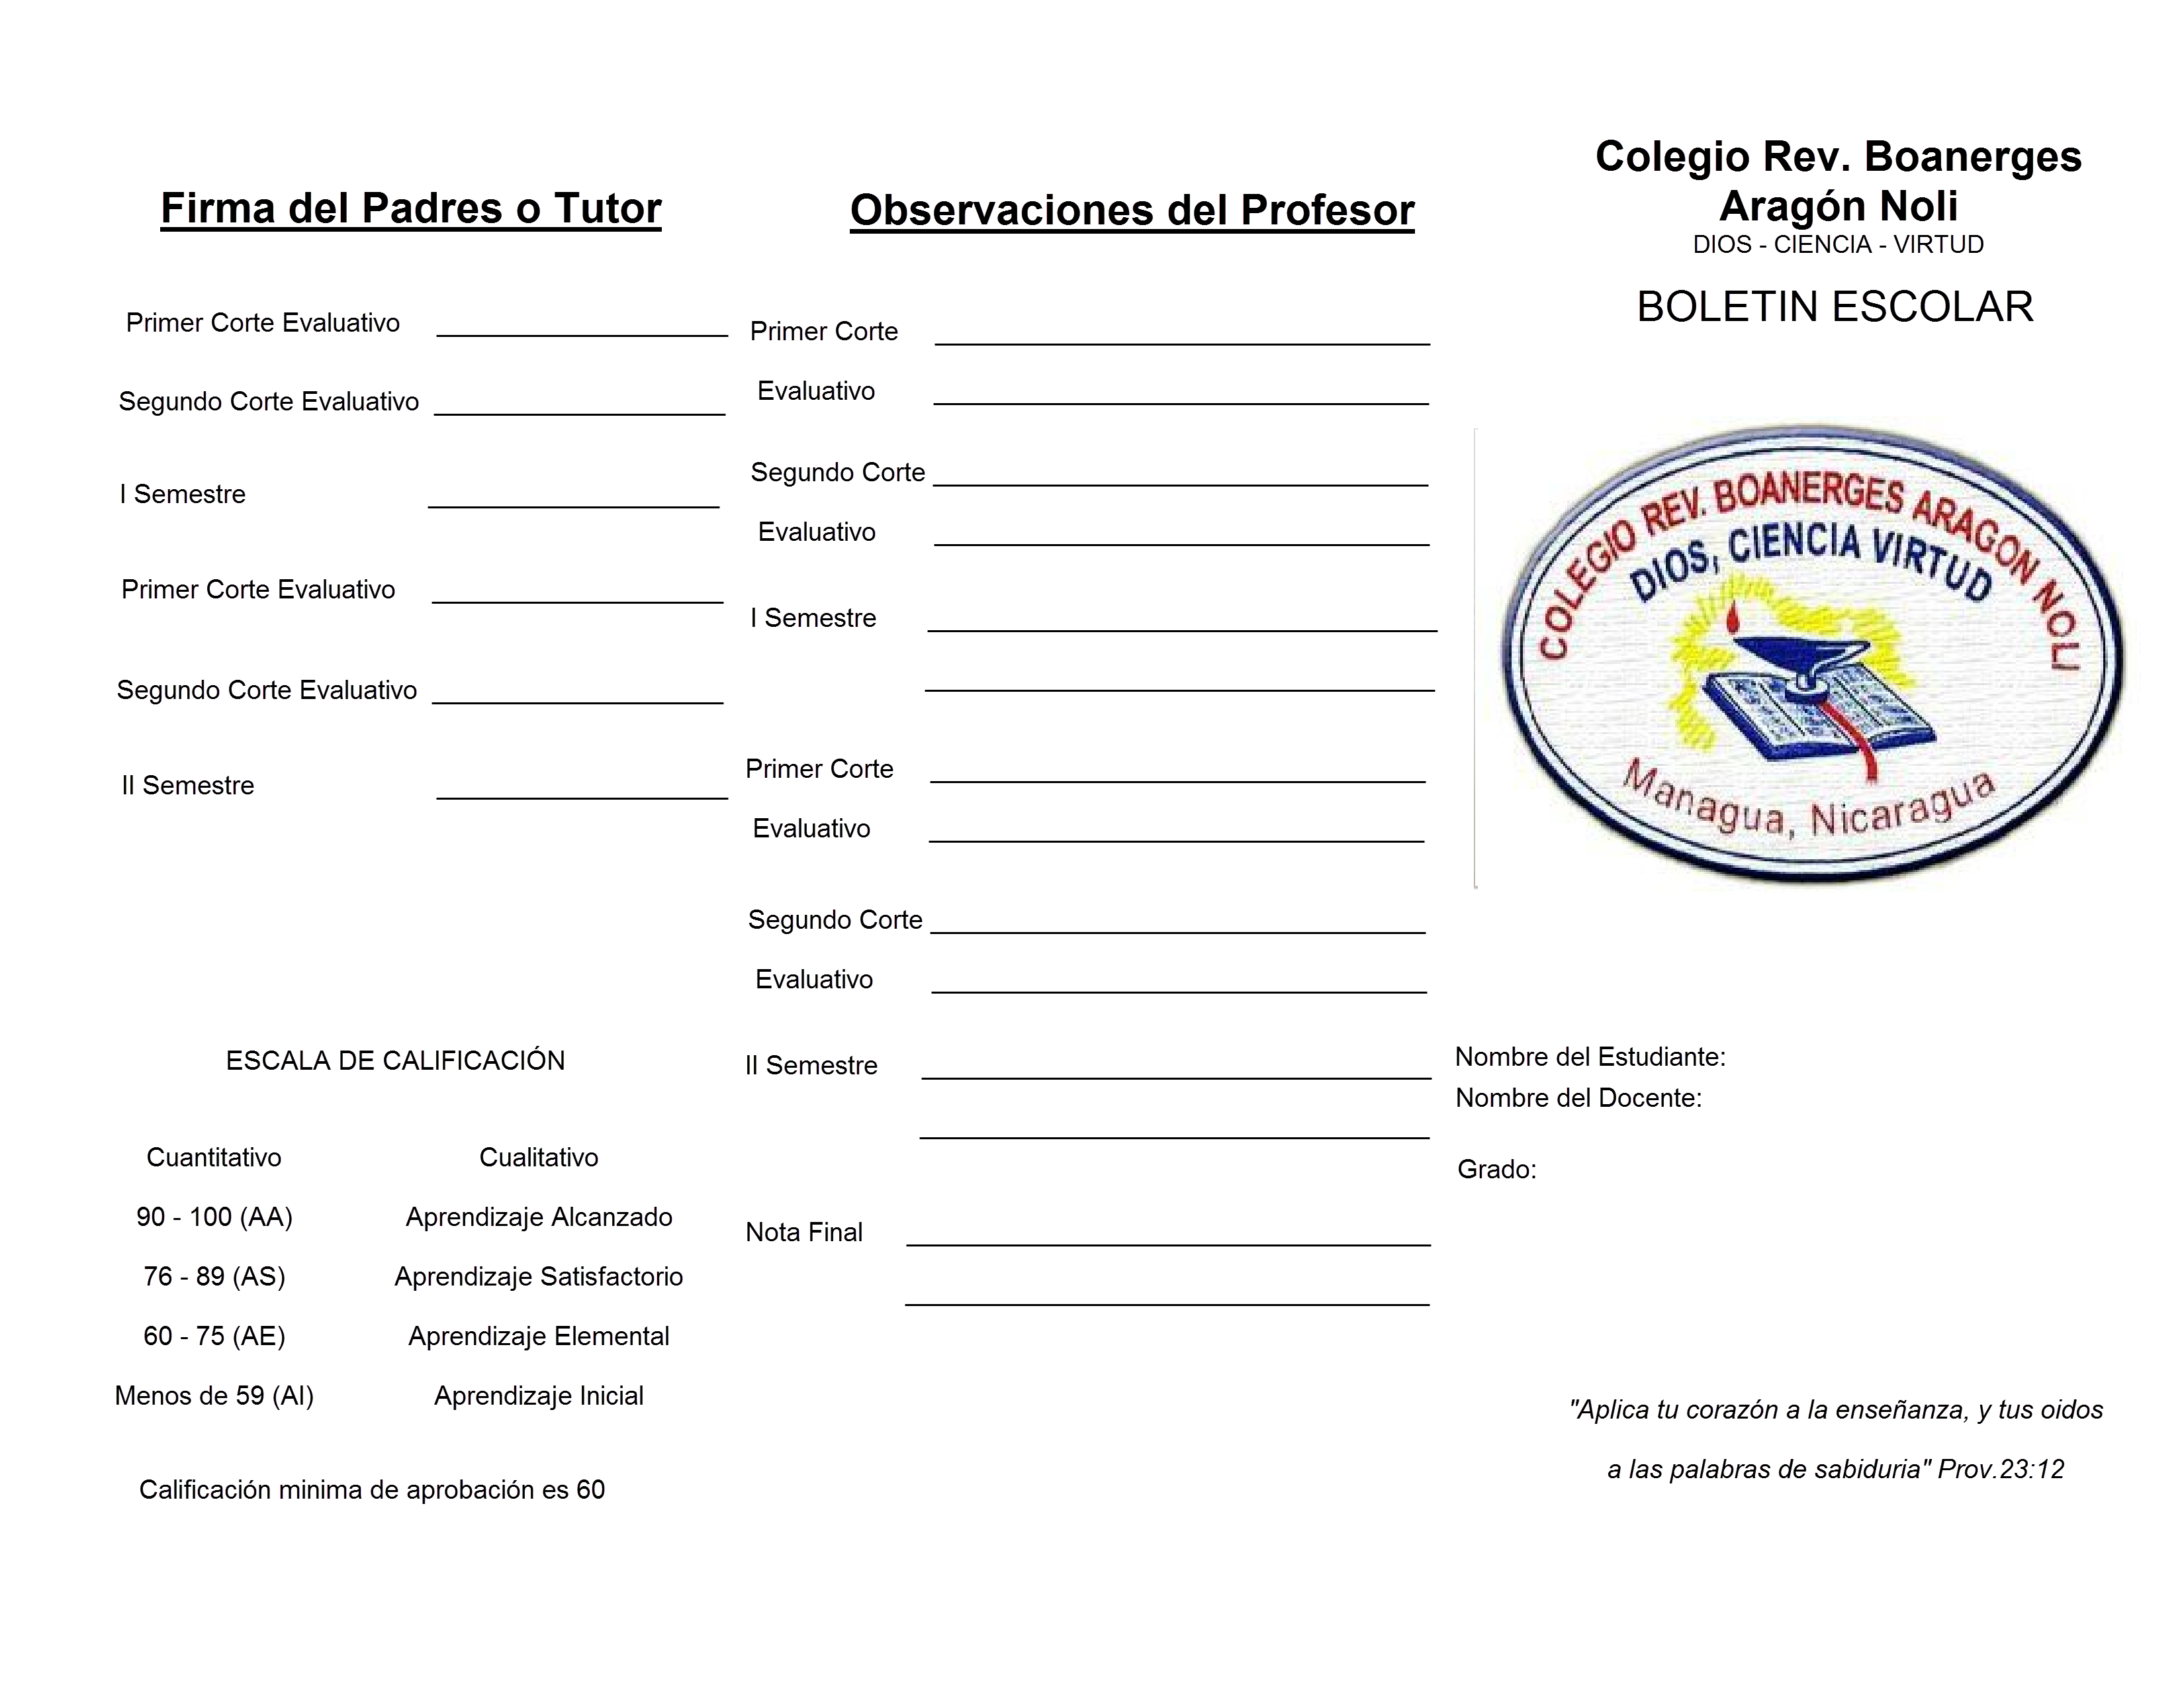 Firma del Padres o Tutor
Primer Corte Evaluativo
Segundo Corte Evaluativo
I Semestre
Primer Corte Evaluativo
Segundo Corte Evaluativo
II Semestre
ESCALA DE CALIFICACIÓN
Cuantitativo Cualitativo
90 - 100 (AA) Aprendizaje Alcanzado
76 - 89 (AS) Aprendizaje Satisfactorio
60 - 75 (AE) Aprendizaje Elemental
Menos de 59 (AI) Aprendizaje Inicial
Calificación minima de aprobación es 60
Observaciones del Profesor
Primer Corte
Evaluativo
Segundo Corte
Evaluativo
I Semestre
Primer Corte
Evaluativo
Segundo Corte
Evaluativo
II Semestre
Nota Final
Colegio Rev. Boanerges
Aragón Noli
DIOS - CIENCIA - VIRTUD
BOLETIN ESCOLAR
COLEGIO REV. BOANERGES ARAGON NOLI
DIOS, CIENCIA VIRTUD
Managua, Nicaragua
Nombre del Estudiante:
Nombre del Docente:
Grado:
"Aplica tu corazón a la enseñanza, y tus oidos
a las palabras de sabiduria" Prov.23:12